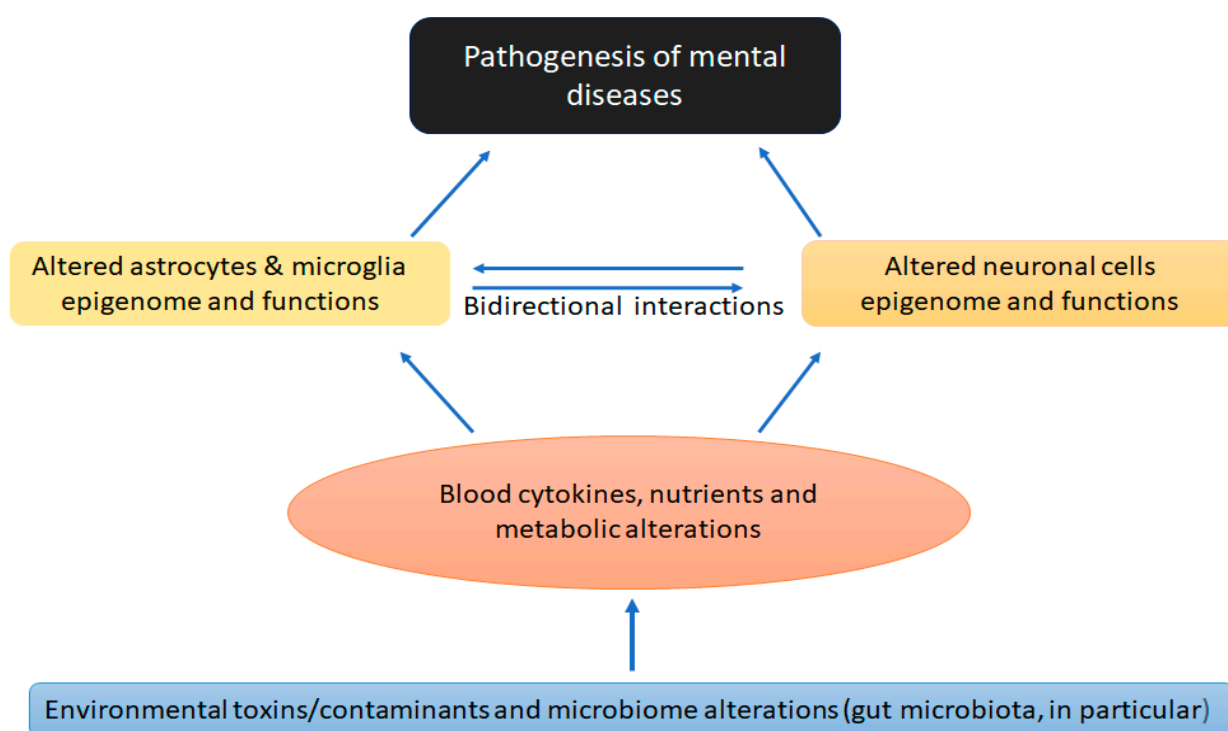 Pathogenesis of mental
diseases
Altered astrocytes & microglia
epigenome and functions
Bidirectional interactions
Altered neuronal cells
epigenome and functions
Blood cytokines, nutrients and
metabolic alterations
Environmental toxins/contaminants and microbiome alterations (gut microbiota, in particular)